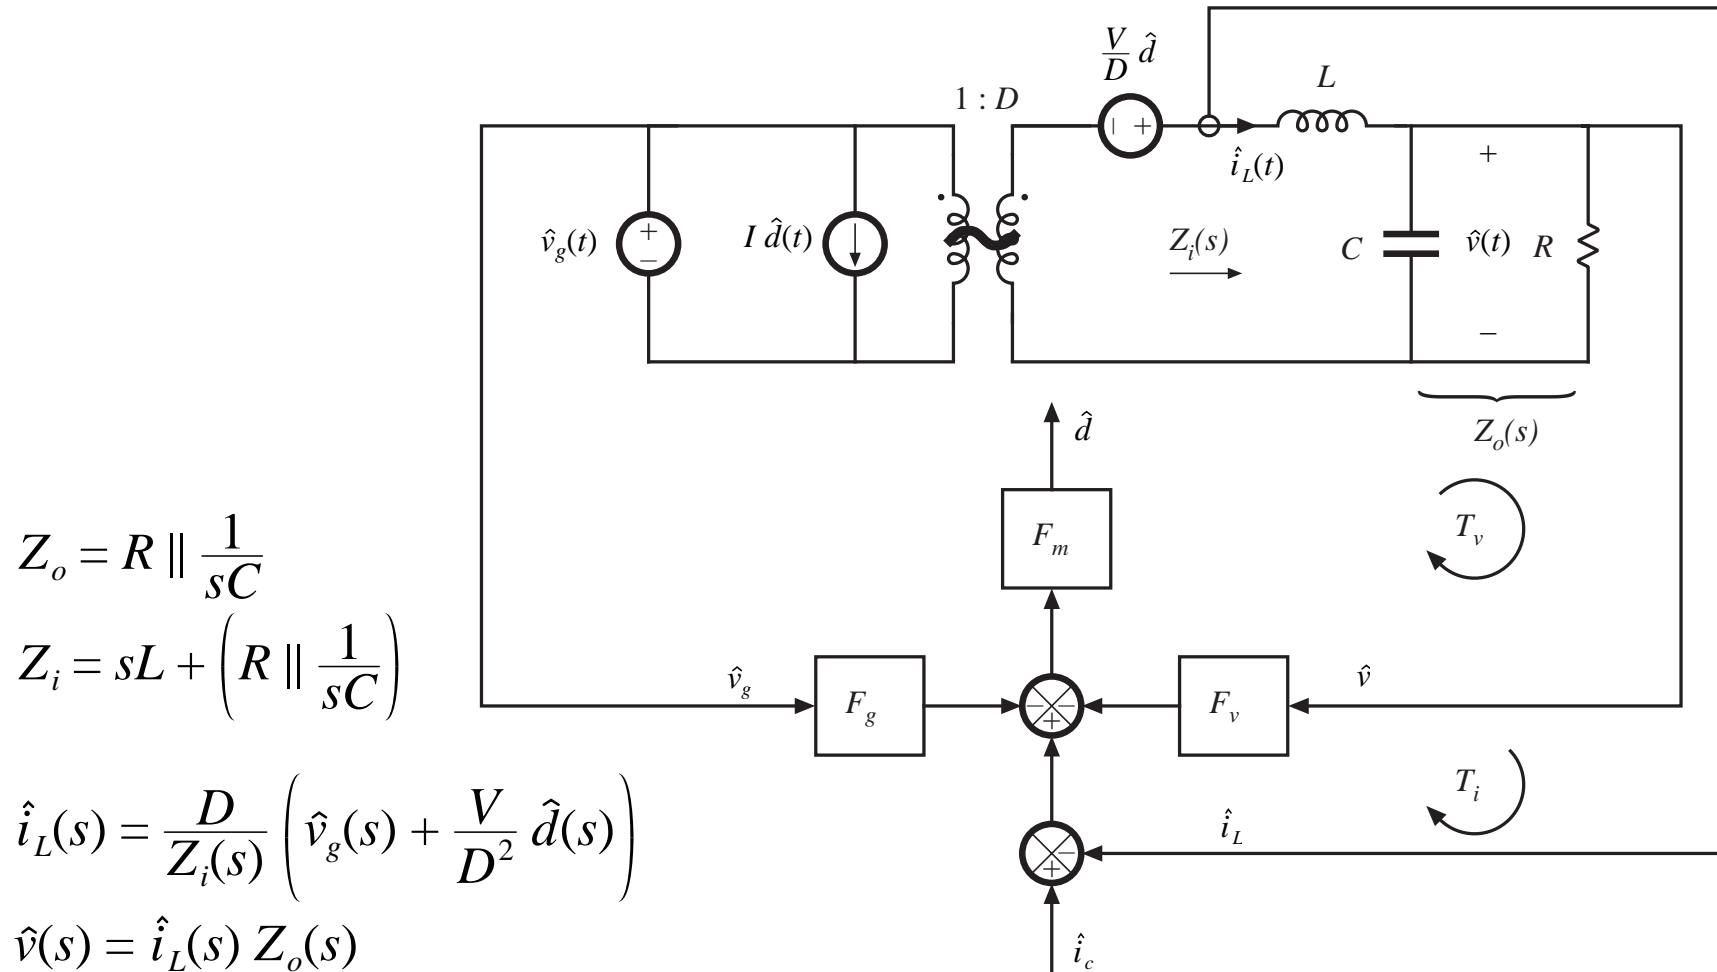 V/D d̂
L
1 : D
+
î_L(t)
v̂_g(t)
+
−
I d̂(t)
Z_i(s)
C
v̂(t)
R
−
Z_o(s)
d̂
F_m
T_v
Z_o = R || 1/sC
Z_i = sL + ( R || 1/sC )
v̂_g
F_g
− − +
F_v
v̂
T_i
î_L(s) = D/Z_i(s) ( v̂_g(s) + V/D² d̂(s) )
î_L
− +
v̂(s) = î_L(s) Z_o(s)
î_c